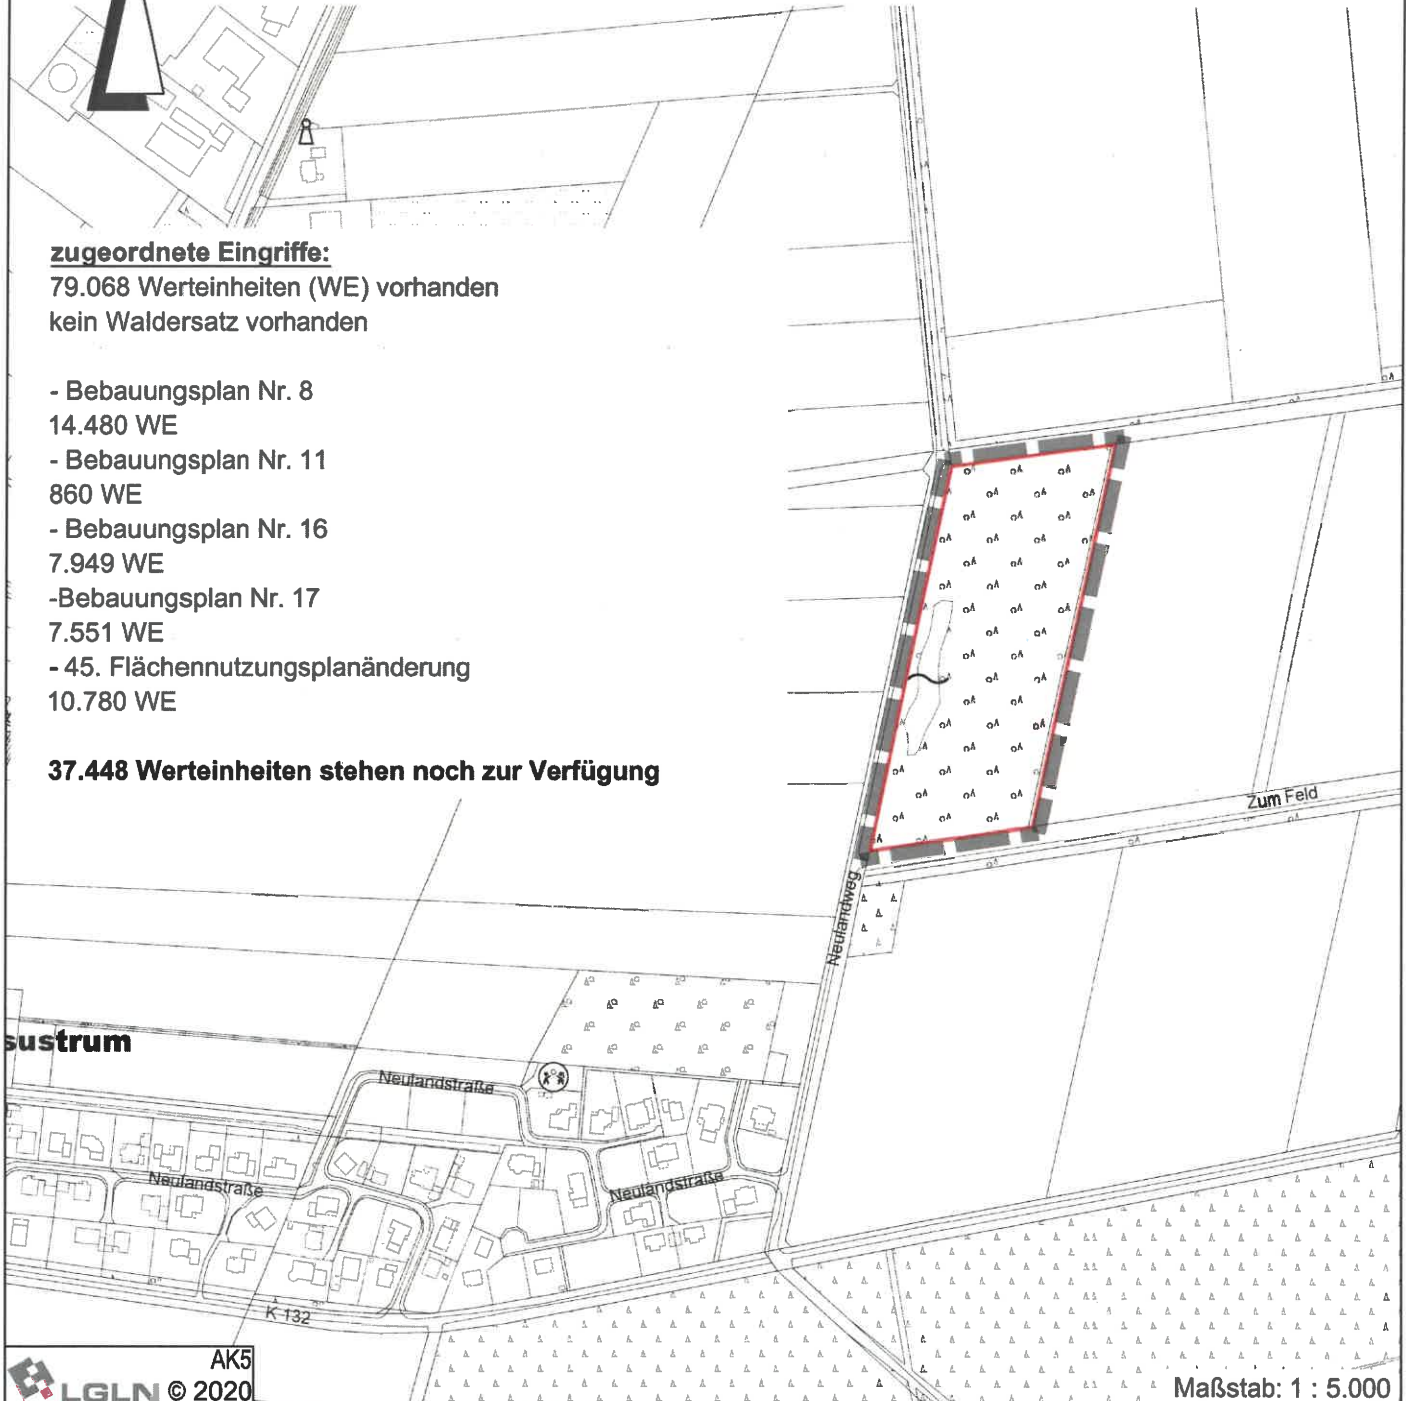 zugeordnete Eingriffe:
79.068 Werteinheiten (WE) vorhanden
kein Waldersatz vorhanden
- Bebauungsplan Nr. 8
14.480 WE
- Bebauungsplan Nr. 11
860 WE
- Bebauungsplan Nr. 16
7.949 WE
-Bebauungsplan Nr. 17
7.551 WE
- 45. Flächennutzungsplanänderung
10.780 WE
37.448 Werteinheiten stehen noch zur Verfügung
Zum Feld
Neulandweg
sustrum
Neulandstraße
Neulandstraße
Neulandstraße
K 132
AK5
LGLN © 2020
Maßstab: 1 : 5.000